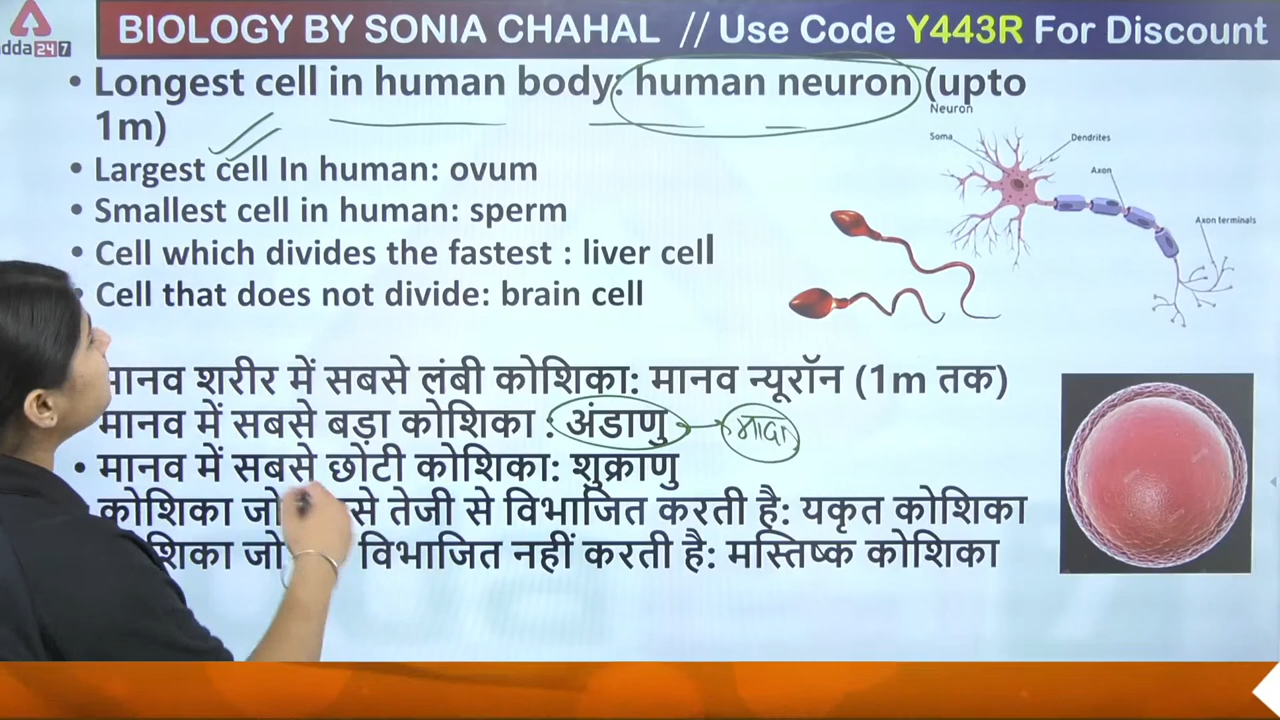 BIOLOGY BY SONIA CHAHAL // Use Code Y443R For Discount
adda247
• Longest cell in human body: human neuron (upto
1m)
• Largest cell In human: ovum
• Smallest cell in human: sperm
• Cell which divides the fastest : liver cell
Cell that does not divide: brain cell
Neuron
Soma
Dendrites
Axon
Axon terminals
मानव शरीर में सबसे लंबी कोशिका: मानव न्यूरॉन (1m तक)
मानव में सबसे बड़ा कोशिका : अंडाणु मादा
• मानव में सबसे छोटी कोशिका: शुक्राणु
कोशिका जो से तेजी से विभाजित करती है: यकृत कोशिका
जो विभाजित नहीं करती है: मस्तिष्क कोशिका